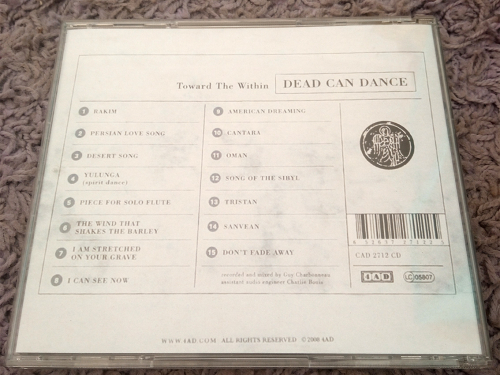 Toward The Within DEAD CAN DANCE
1 RAKIM
2 PERSIAN LOVE SONG
3 DESERT SONG
4 YULUNGA
(spirit dance)
5 PIECE FOR SOLO FLUTE
6 THE WIND THAT
SHAKES THE BARLEY
7 I AM STRETCHED
ON YOUR GRAVE
8 I CAN SEE NOW
9 AMERICAN DREAMING
10 CANTARA
11 OMAN
12 SONG OF THE SIBYL
13 TRISTAN
14 SANVEAN
15 DON'T FADE AWAY
recorded and mixed by Guy Charbonneau
assistant audio engineer Charlie Bouis
CAD 2712 CD
4AD
LC 05807
WWW.4AD.COM ALL RIGHTS RESERVED